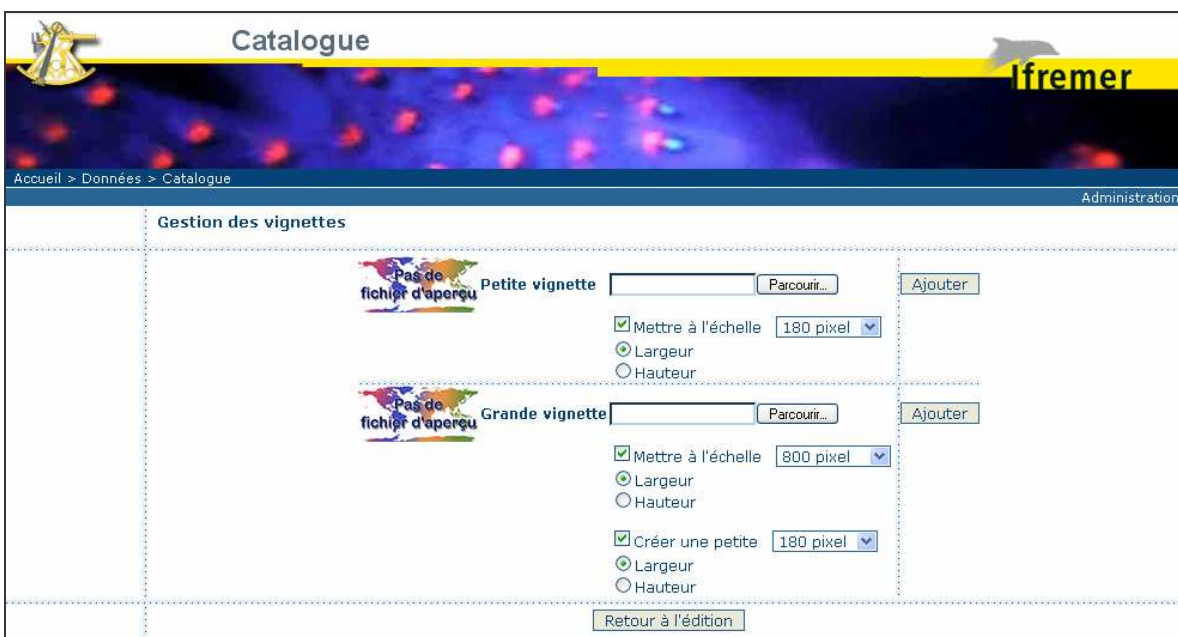 Catalogue
Ifremer
Accueil > Données > Catalogue
Administration
Gestion des vignettes
Pas de
fichier d'aperçu
Petite vignette
Parcourir...
Ajouter
Mettre à l'échelle
180 pixel
Largeur
Hauteur
Pas de
fichier d'aperçu
Grande vignette
Parcourir...
Ajouter
Mettre à l'échelle
800 pixel
Largeur
Hauteur
Créer une petite
180 pixel
Largeur
Hauteur
Retour à l'édition